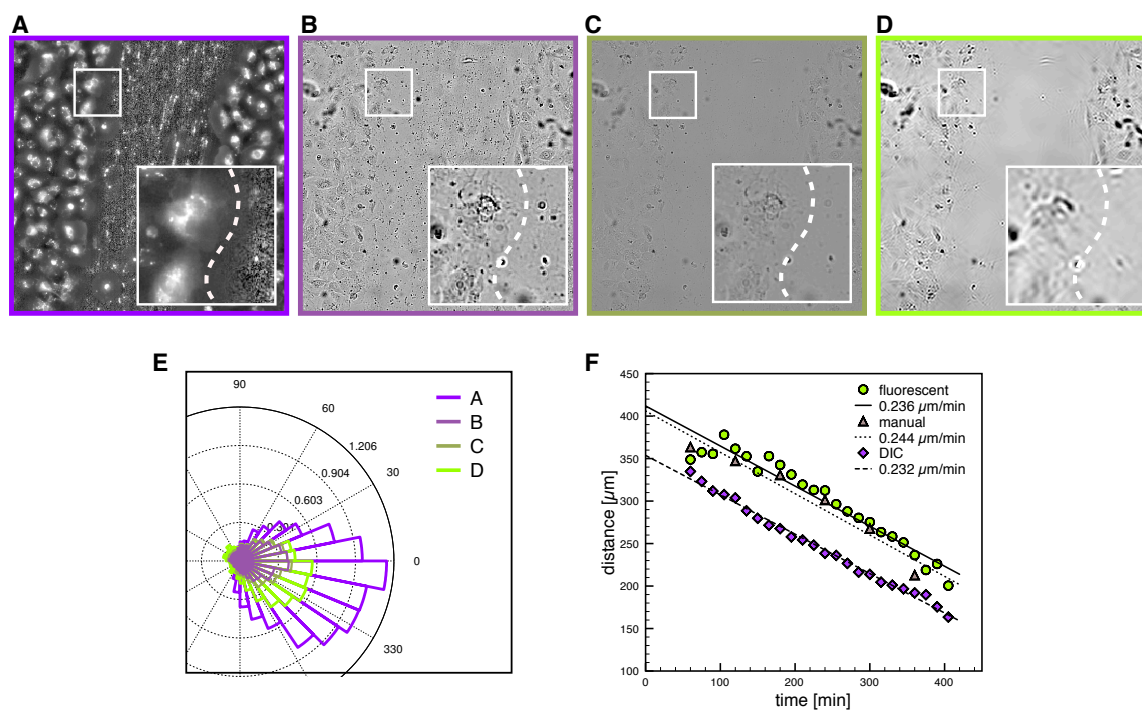 A
B
C
D
E
90
60
1.206
0.904
30
0.603
0.301
0
330
A
B
C
D
F
450
400
350
300
250
200
150
100
distance [µm]
0
100
200
300
400
time [min]
fluorescent
0.236 µm/min
manual
0.244 µm/min
DIC
0.232 µm/min